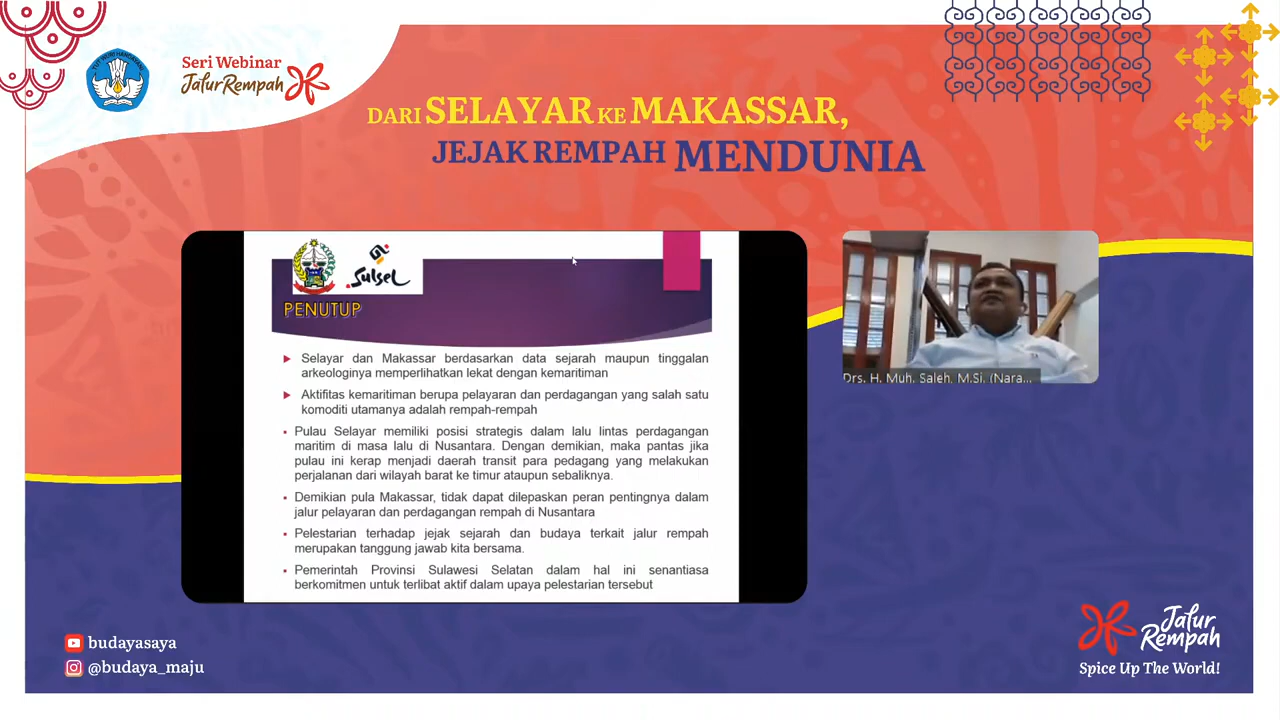 TUT WURI HANDAYANI
Seri Webinar
Jalur Rempah
DARI SELAYAR KE MAKASSAR,
JEJAK REMPAH MENDUNIA
Sulsel
PENUTUP
Selayar dan Makassar berdasarkan data sejarah maupun tinggalan
arkeologinya memperlihatkan lekat dengan kemaritiman
Aktifitas kemaritiman berupa pelayaran dan perdagangan yang salah satu
komoditi utamanya adalah rempah-rempah
Pulau Selayar memiliki posisi strategis dalam lalu lintas perdagangan
maritim di masa lalu di Nusantara. Dengan demikian, maka pantas jika
pulau ini kerap menjadi daerah transit para pedagang yang melakukan
perjalanan dari wilayah barat ke timur ataupun sebaliknya.
Demikian pula Makassar, tidak dapat dilepaskan peran pentingnya dalam
jalur pelayaran dan perdagangan rempah di Nusantara
Pelestarian terhadap jejak sejarah dan budaya terkait jalur rempah
merupakan tanggung jawab kita bersama.
Pemerintah Provinsi Sulawesi Selatan dalam hal ini senantiasa
berkomitmen untuk terlibat aktif dalam upaya pelestarian tersebut
Drs. H. Muh. Saleh, M.Si. (Nara...
budayasaya
@budaya_maju
Jalur
Rempah
Spice Up The World!